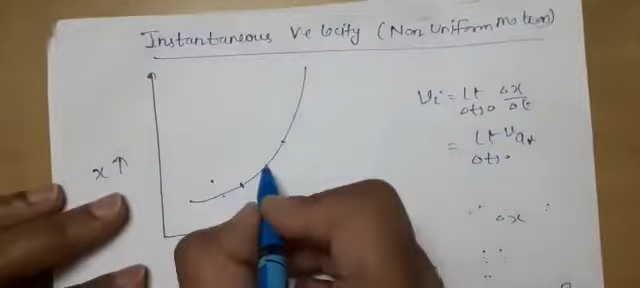 Instantaneous Velocity (Non Uniform motion)
Vi = Lt Δx/Δt
Δt→0
= Lt Vav
Δt→0
x ↑
Δx